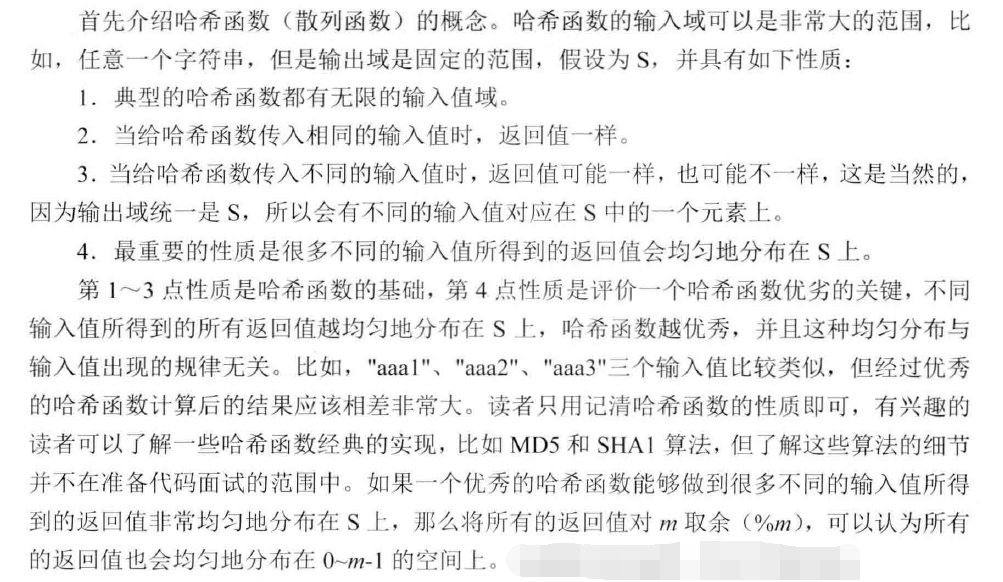 首先介绍哈希函数（散列函数）的概念。哈希函数的输入域可以是非常大的范围，比
如，任意一个字符串，但是输出域是固定的范围，假设为 S，并具有如下性质：
1．典型的哈希函数都有无限的输入值域。
2．当给哈希函数传入相同的输入值时，返回值一样。
3．当给哈希函数传入不同的输入值时，返回值可能一样，也可能不一样，这是当然的，
因为输出域统一是 S，所以会有不同的输入值对应在 S 中的一个元素上。
4．最重要的性质是很多不同的输入值所得到的返回值会均匀地分布在 S 上。
第 1～3 点性质是哈希函数的基础，第 4 点性质是评价一个哈希函数优劣的关键，不同
输入值所得到的所有返回值越均匀地分布在 S 上，哈希函数越优秀，并且这种均匀分布与
输入值出现的规律无关。比如，"aaa1"、"aaa2"、"aaa3"三个输入值比较类似，但经过优秀
的哈希函数计算后的结果应该相差非常大。读者只用记清哈希函数的性质即可，有兴趣的
读者可以了解一些哈希函数经典的实现，比如 MD5 和 SHA1 算法，但了解这些算法的细节
并不在准备代码面试的范围中。如果一个优秀的哈希函数能够做到很多不同的输入值所得
到的返回值非常均匀地分布在 S 上，那么将所有的返回值对 m 取余（%m），可以认为所有
的返回值也会均匀地分布在 0~m-1 的空间上。